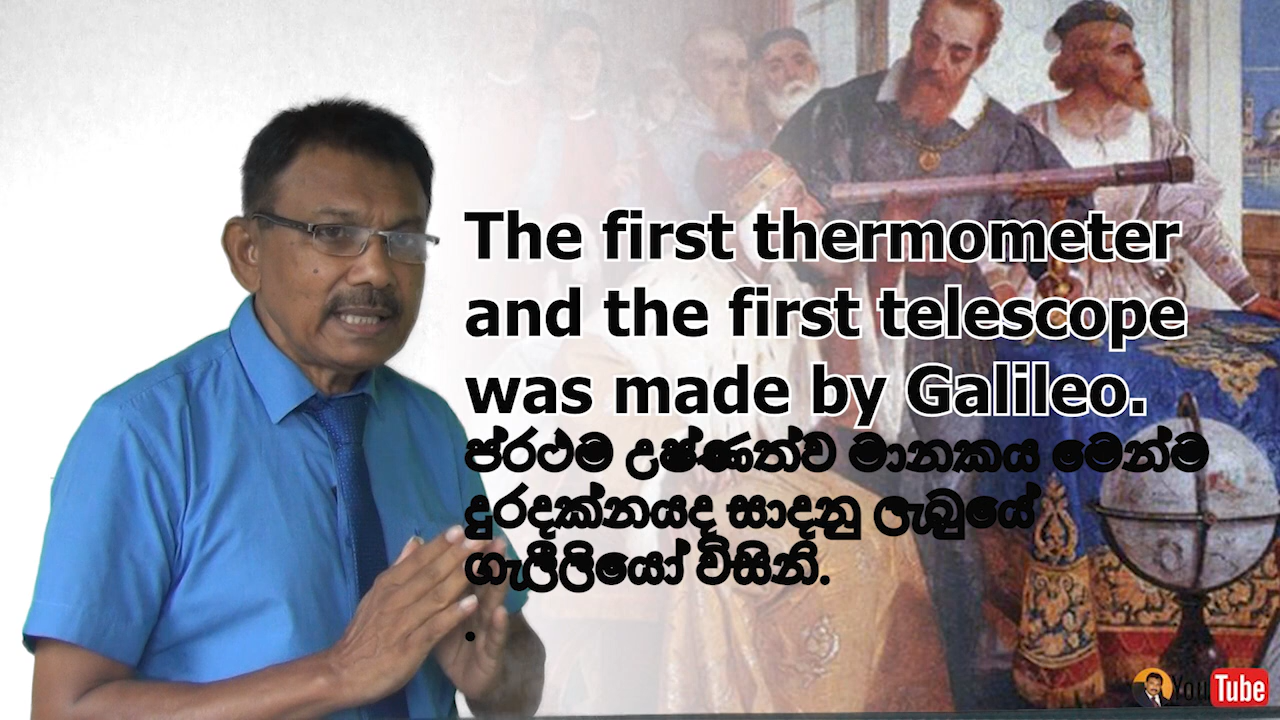 The first thermometer
and the first telescope
was made by Galileo.
ප්රථම උෂ්ණත්ව මානකය මෙන්ම
දුරදක්නයද සාදනු ලැබුයේ
ගැලීලියෝ විසිනි.
.
YouTube